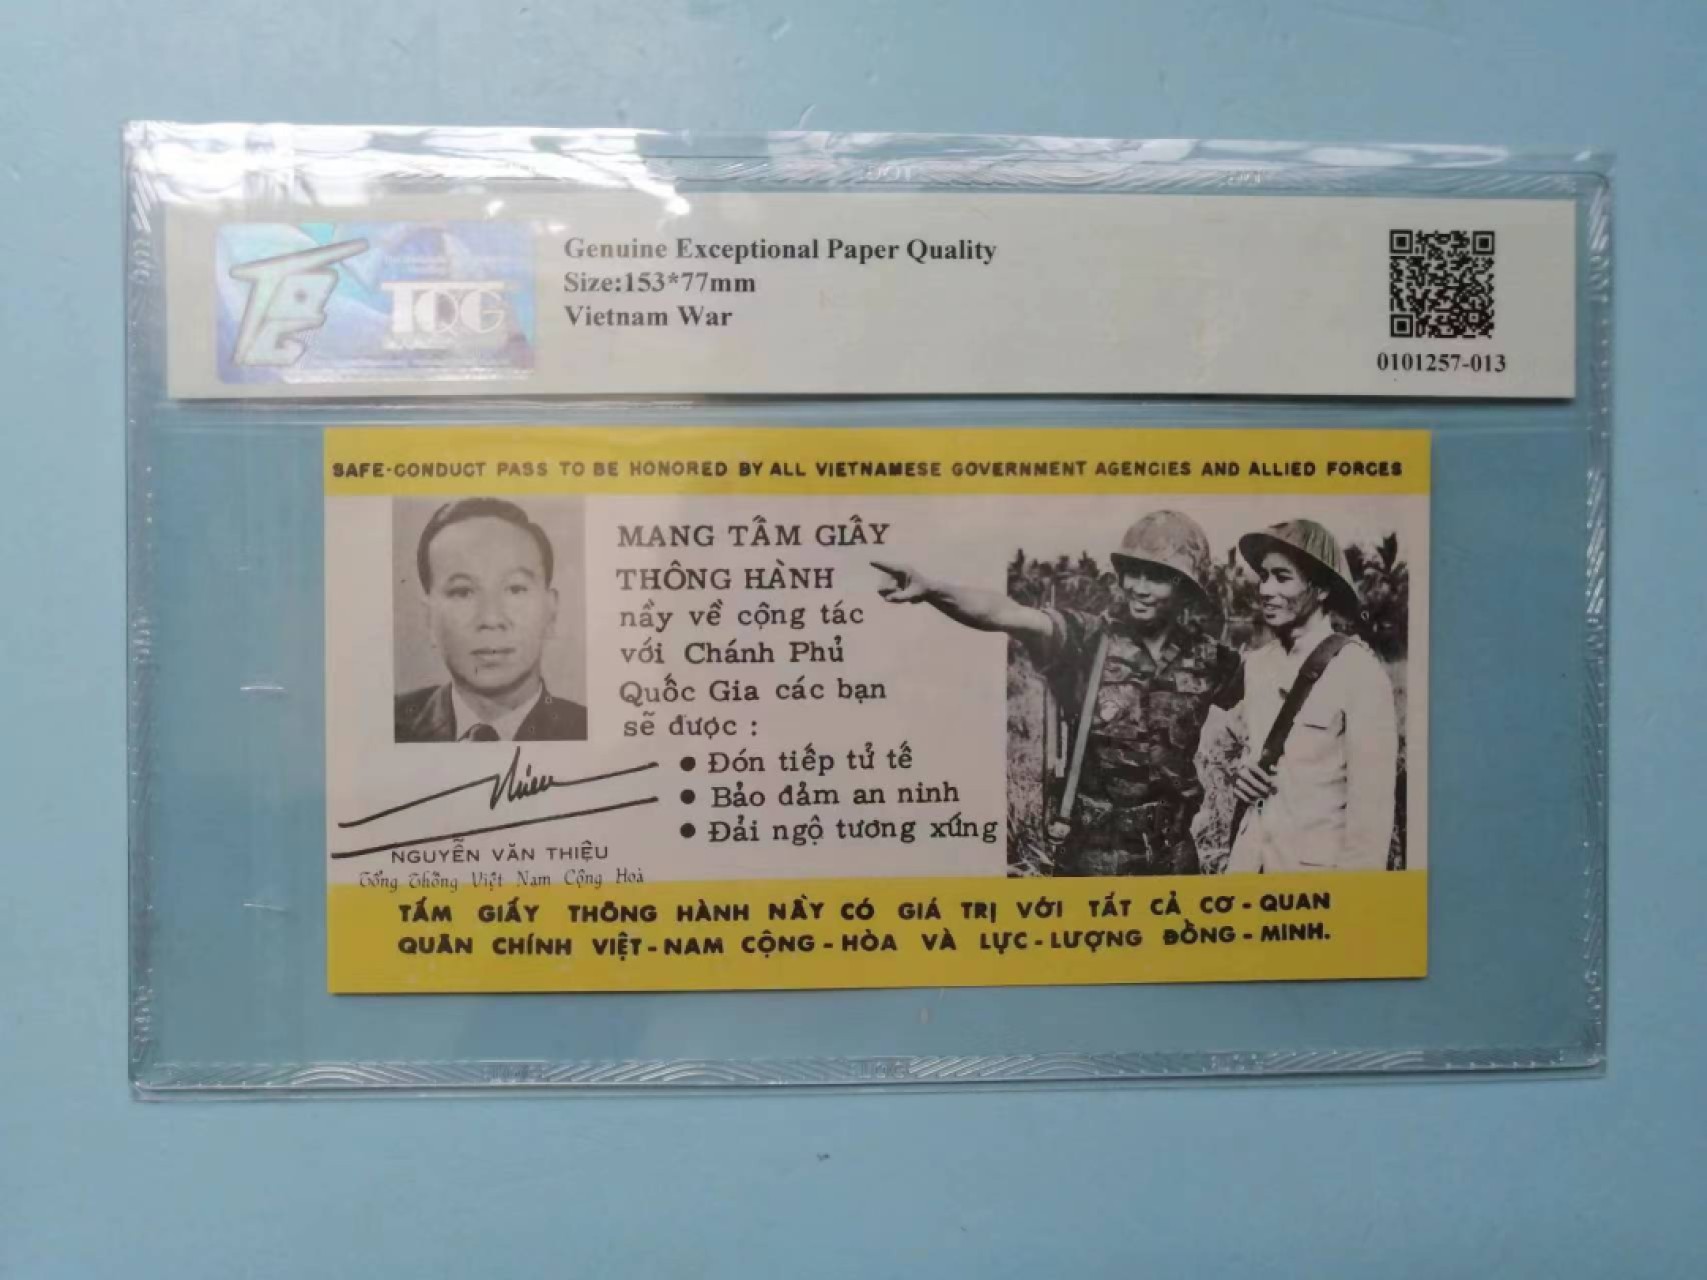 TQG
Genuine Exceptional Paper Quality
Size:153*77mm
Vietnam War
0101257-013
SAFE-CONDUCT PASS TO BE HONORED BY ALL VIETNAMESE GOVERNMENT AGENCIES AND ALLIED FORCES
MANG TẤM GIẤY
THÔNG HÀNH
nầy về cộng tác
với Chánh Phủ
Quốc Gia các bạn
sẽ được :
• Đón tiếp tử tế
• Bảo đảm an ninh
• Đải ngộ tương xứng
NGUYỄN VĂN THIỆU
Tổng Thống Việt Nam Cộng Hoà
TẤM GIẤY THÔNG HÀNH NẦY CÓ GIÁ TRỊ VỚI TẤT CẢ CƠ - QUAN
QUÂN CHÍNH VIỆT - NAM CỘNG - HÒA VÀ LỰC - LƯỢNG ĐỒNG - MINH.